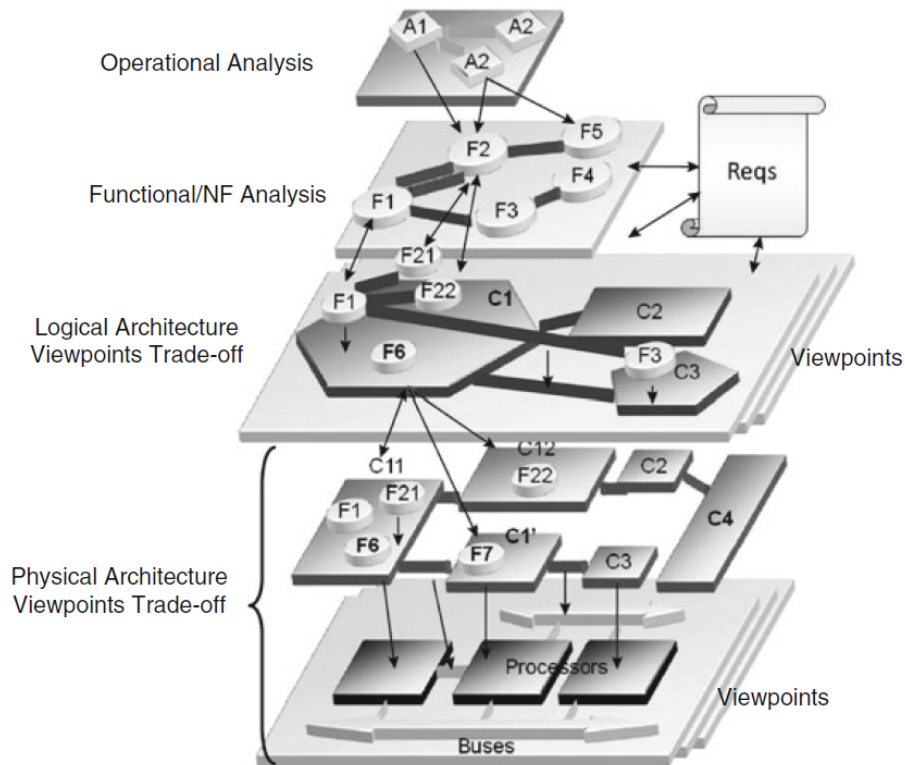 A1
A2
A2
Operational Analysis
F5
F2
F4
Reqs
Functional/NF Analysis
F1
F3
F21
F22
C1
F1
C2
Logical Architecture
Viewpoints Trade-off
F6
F3
C3
Viewpoints
C12
C11
C2
F22
F21
F1
C4
F6
C1'
F7
C3
Physical Architecture
Viewpoints Trade-off
Processors
Viewpoints
Buses